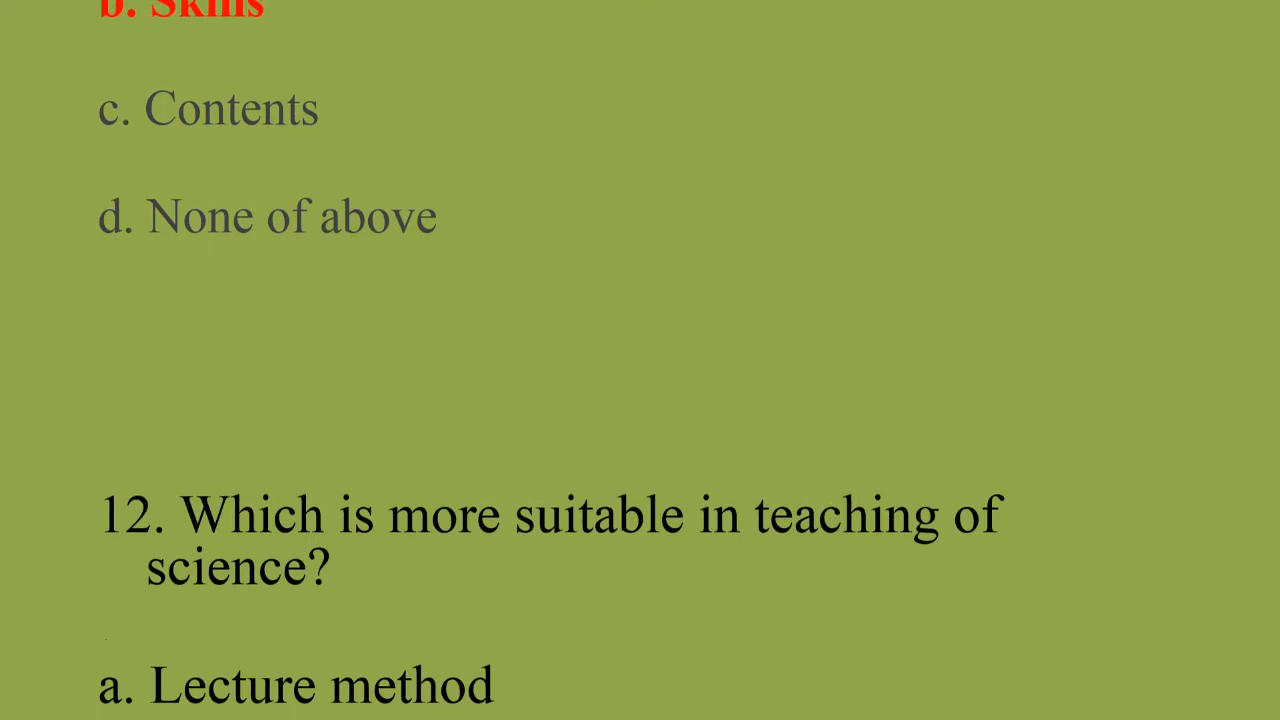 b. Skills
c. Contents
d. None of above
12. Which is more suitable in teaching of
science?
a. Lecture method